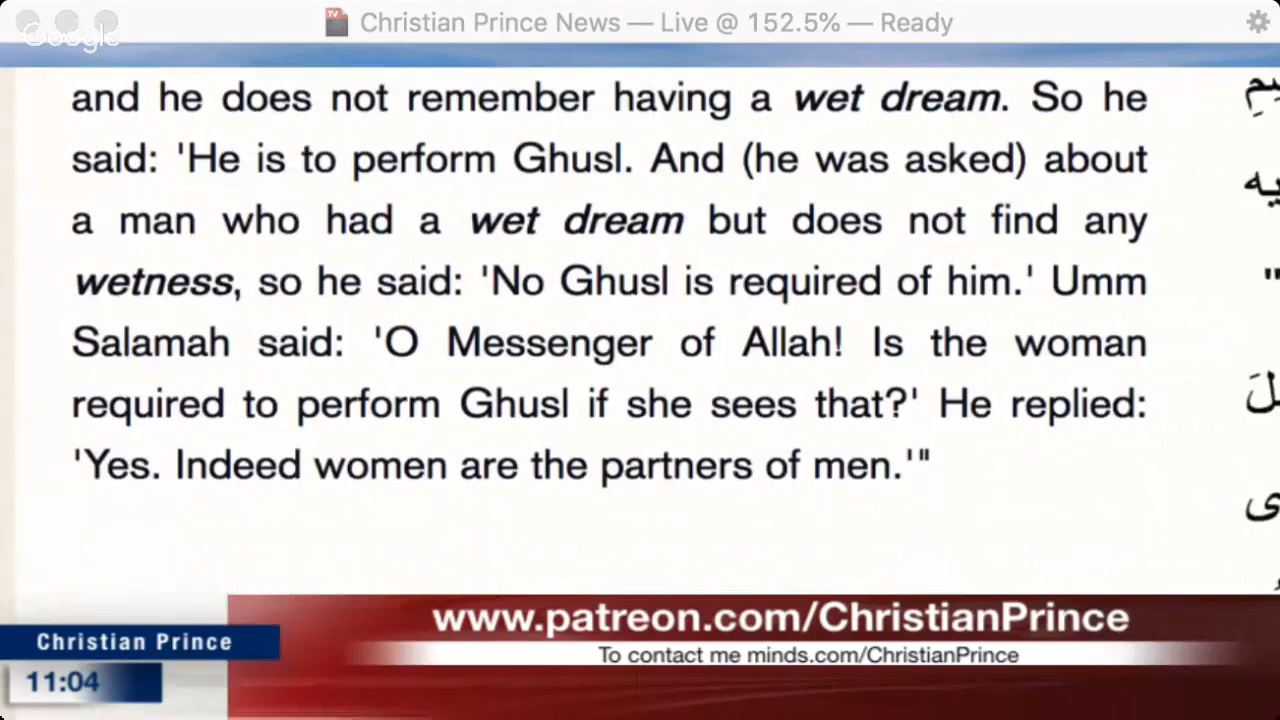 Christian Prince News — Live @ 152.5% — Ready
Google
and he does not remember having a wet dream. So he
said: 'He is to perform Ghusl. And (he was asked) about
a man who had a wet dream but does not find any
wetness, so he said: 'No Ghusl is required of him.' Umm
Salamah said: 'O Messenger of Allah! Is the woman
required to perform Ghusl if she sees that?' He replied:
'Yes. Indeed women are the partners of men.'"
www.patreon.com/ChristianPrince
Christian Prince
To contact me minds.com/ChristianPrince
11:04